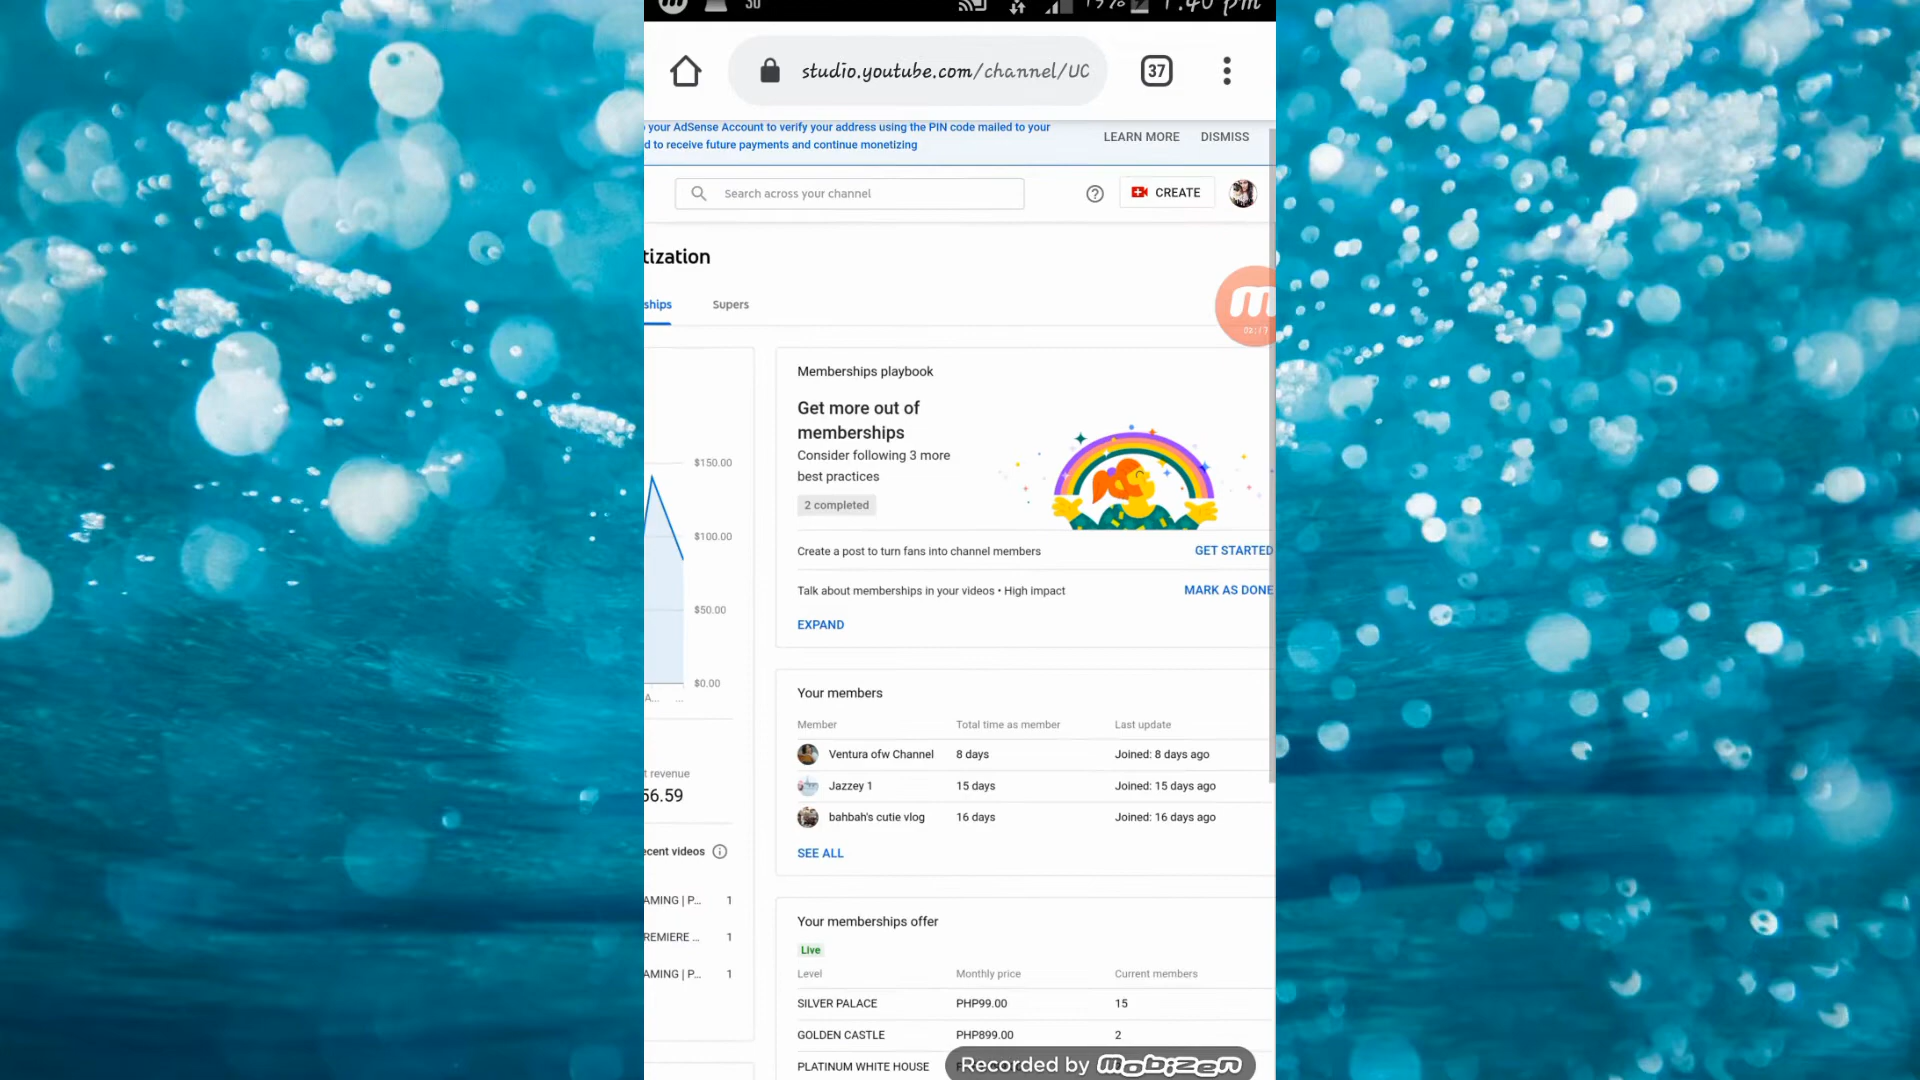 30
1:40 pm
studio.youtube.com/channel/UC
37
your AdSense Account to verify your address using the PIN code mailed to your
d to receive future payments and continue monetizing
LEARN MORE DISMISS
Search across your channel
CREATE
tization
ships Supers
02:17
Memberships playbook
Get more out of
memberships
Consider following 3 more
best practices
2 completed
Create a post to turn fans into channel members GET STARTED
Talk about memberships in your videos • High impact MARK AS DONE
EXPAND
$150.00
$100.00
$50.00
$0.00
A... ...
t revenue
56.59
ecent videos
AMING | P... 1
REMIERE ... 1
AMING | P... 1
Your members
Member Total time as member Last update
Ventura ofw Channel 8 days Joined: 8 days ago
Jazzey 1 15 days Joined: 15 days ago
bahbah's cutie vlog 16 days Joined: 16 days ago
SEE ALL
Your memberships offer
Live
Level Monthly price Current members
SILVER PALACE PHP99.00 15
GOLDEN CASTLE PHP899.00 2
PLATINUM WHITE HOUSE
Recorded by mobizen